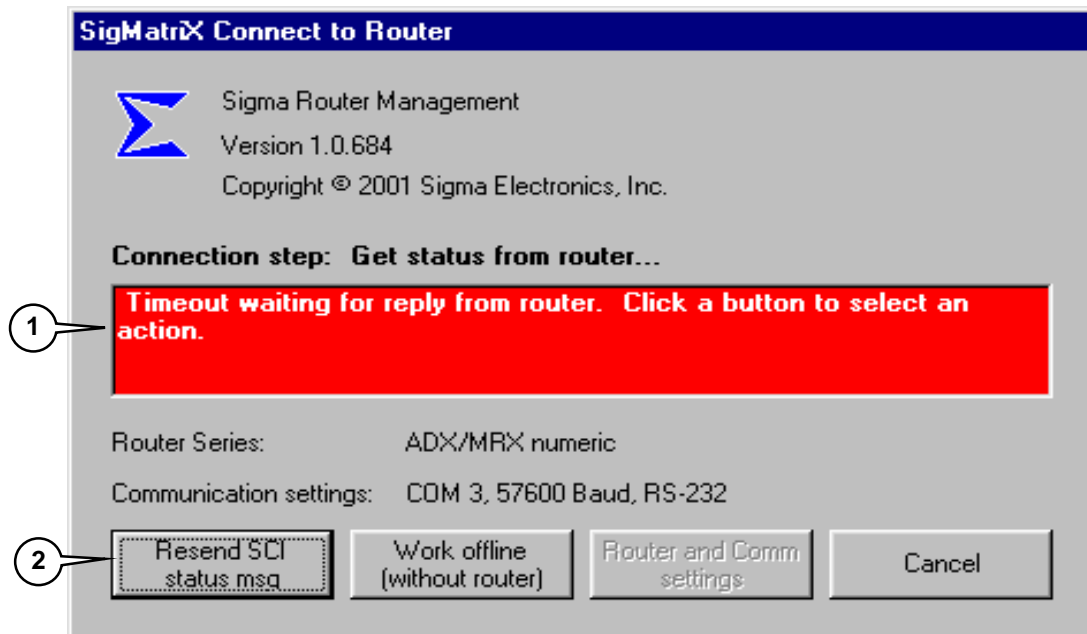 SigMatriX Connect to Router
Sigma Router Management
Version 1.0.684
Copyright © 2001 Sigma Electronics, Inc.
Connection step: Get status from router...
Timeout waiting for reply from router. Click a button to select an
action.
1
Router Series: ADX/MRX numeric
Communication settings: COM 3, 57600 Baud, RS-232
2
Resend SCI
status msg
Work offline
(without router)
Router and Comm
settings
Cancel